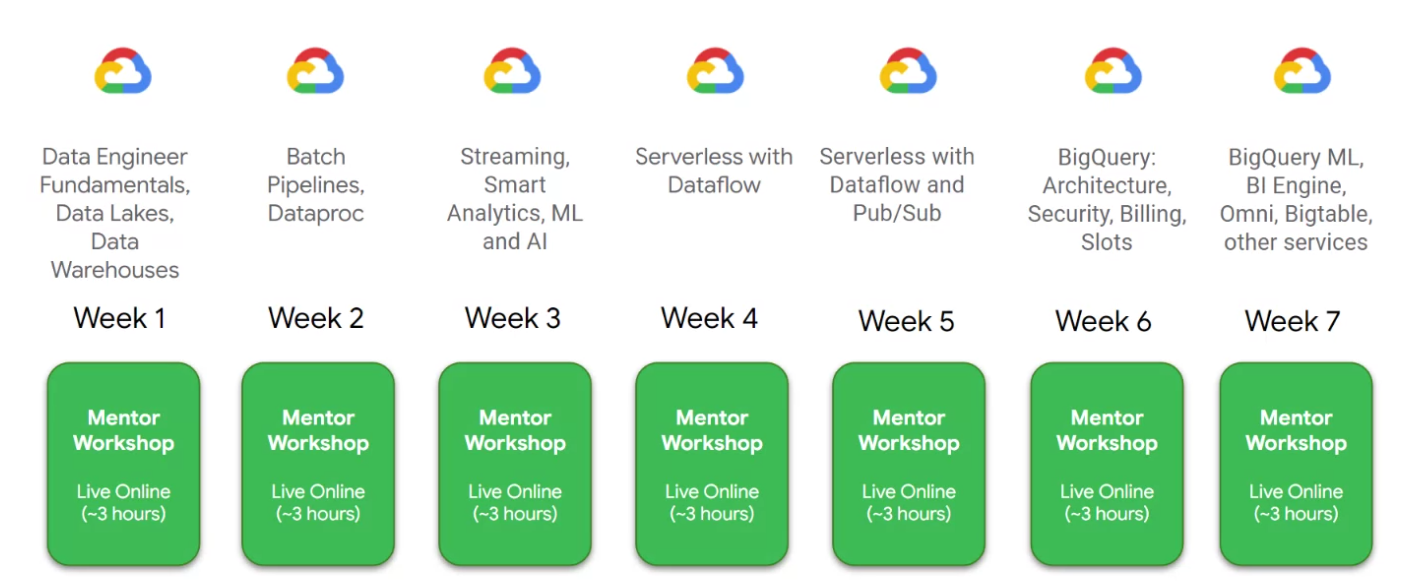 Data Engineer
Fundamentals,
Data Lakes,
Data
Warehouses
Week 1
Mentor
Workshop
Live Online
(~3 hours)
Batch
Pipelines,
Dataproc
Week 2
Mentor
Workshop
Live Online
(~3 hours)
Streaming,
Smart
Analytics, ML
and AI
Week 3
Mentor
Workshop
Live Online
(~3 hours)
Serverless with
Dataflow
Week 4
Mentor
Workshop
Live Online
(~3 hours)
Serverless with
Dataflow and
Pub/Sub
Week 5
Mentor
Workshop
Live Online
(~3 hours)
BigQuery:
Architecture,
Security, Billing,
Slots
Week 6
Mentor
Workshop
Live Online
(~3 hours)
BigQuery ML,
BI Engine,
Omni, Bigtable,
other services
Week 7
Mentor
Workshop
Live Online
(~3 hours)